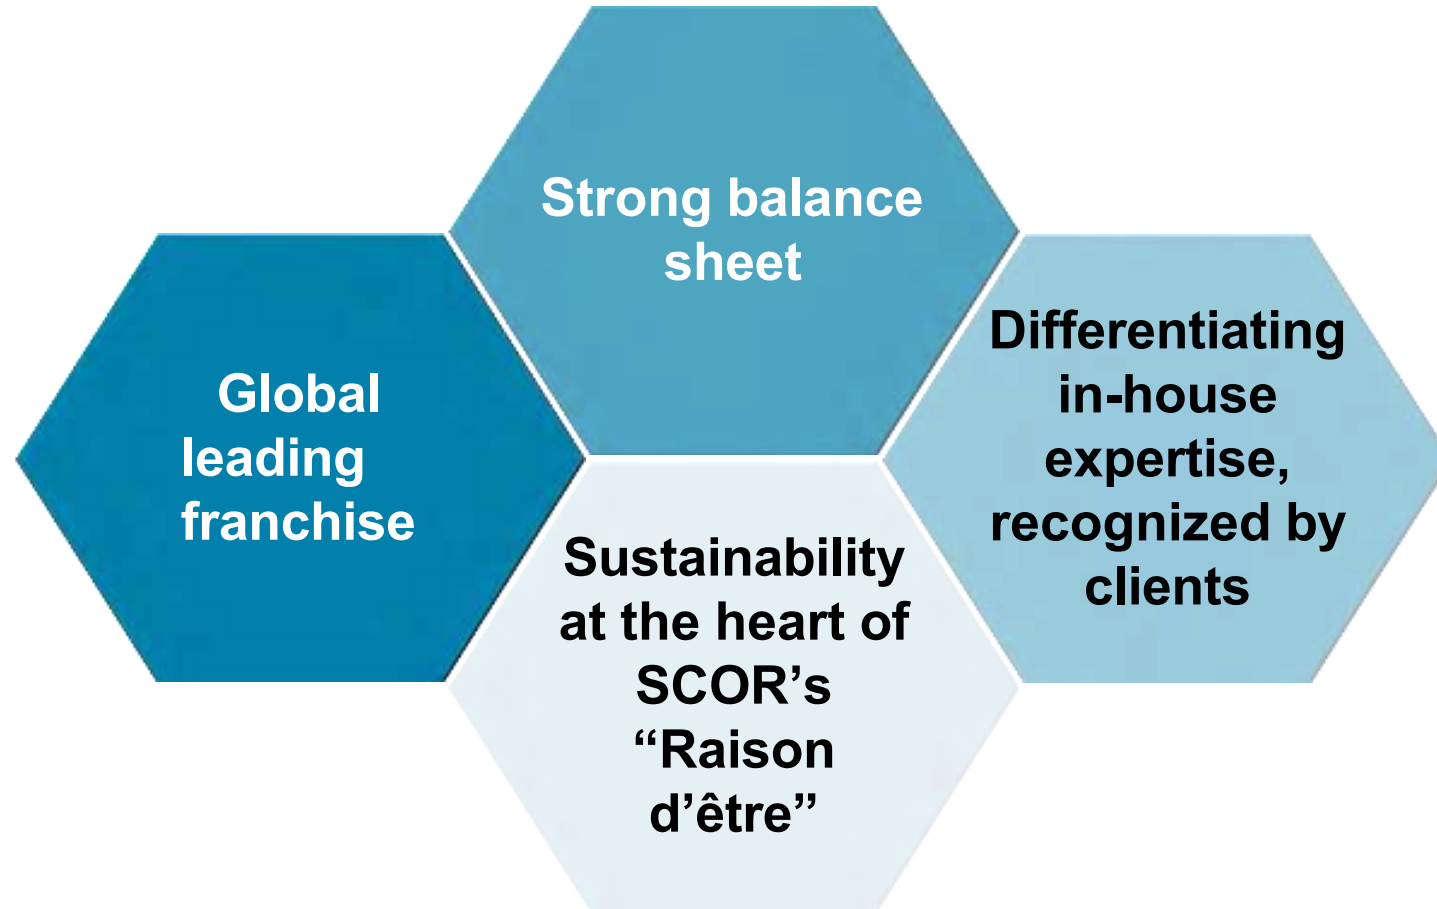 Strong balance
sheet
Global
leading
franchise
Differentiating
in-house
expertise,
recognized by
clients
Sustainability
at the heart of
SCOR’s
“Raison
d’être”